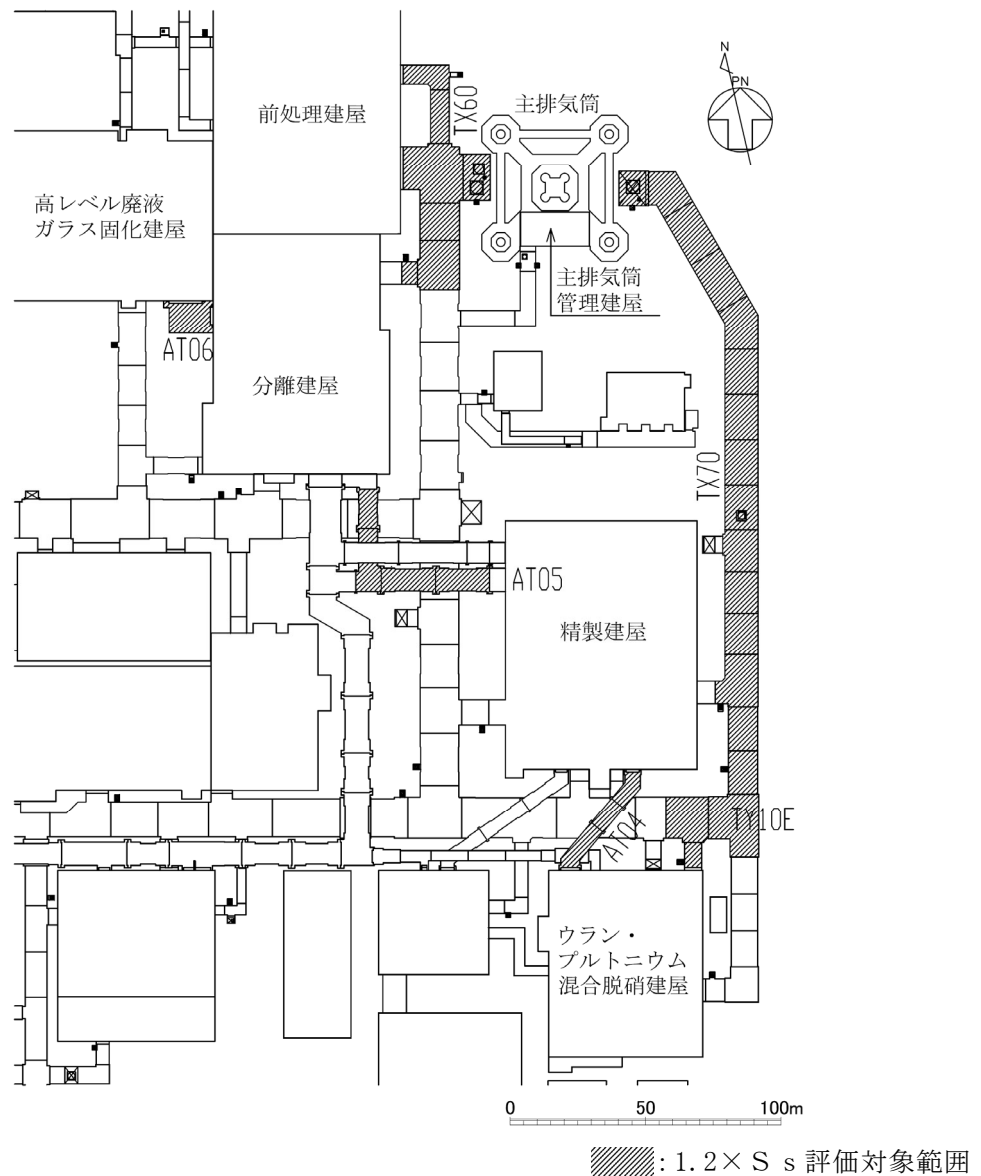 N
PN
前処理建屋
TX60
主排気筒
高レベル廃液
ガラス固化建屋
主排気筒
管理建屋
AT06
分離建屋
TX70
AT05
精製建屋
AT04
TY10E
ウラン・
プルトニウム
混合脱硝建屋
0 50 100m
:1.2×Ss評価対象範囲